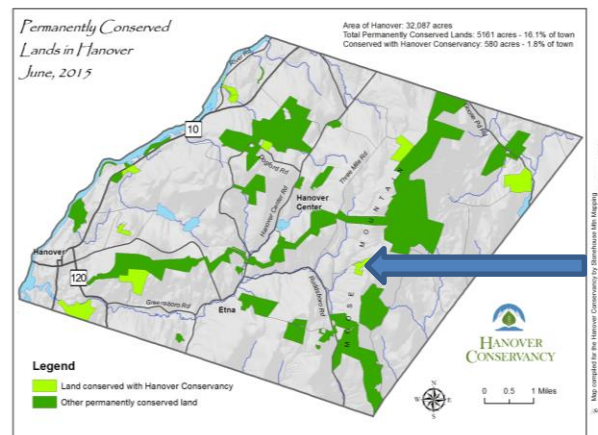 Permanently Conserved
Lands in Hanover
June, 2015
Area of Hanover: 32,087 acres
Total Permanently Conserved Lands: 5161 acres - 16.1% of town
Conserved with Hanover Conservancy: 580 acres - 1.8% of town
River Rd
10
Dogford Rd
Three Mile Rd
Hanover Center Rd
Hanover
Center
MOOSE MOUNTAIN
Hanover
120
Greensboro Rd
Etna
Ruddsboro Rd
HANOVER
CONSERVANCY
Legend
Land conserved with Hanover Conservancy
Other permanently conserved land
N
W
E
S
0 0.5 1 Miles
Map compiled for the Hanover Conservancy by Stonehouse Mtn Mapping